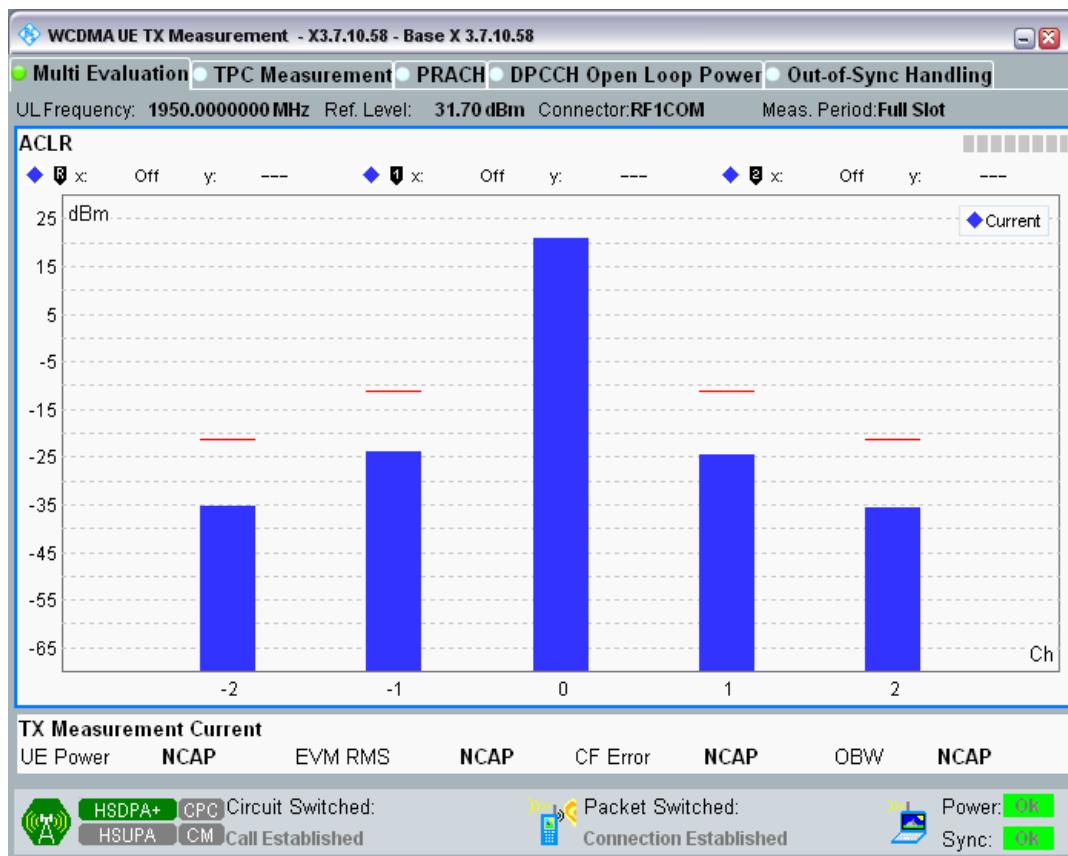 WCDMA UE TX Measurement - X3.7.10.58 - Base X 3.7.10.58
Multi Evaluation TPC Measurement PRACH DPCCH Open Loop Power Out-of-Sync Handling
UL Frequency: 1950.0000000 MHz Ref. Level: 31.70 dBm Connector:RF1COM Meas. Period:Full Slot
ACLR
R x: Off y: --- 1 x: Off y: --- 2 x: Off y: ---
dBm
Current
25
15
5
-5
-15
-25
-35
-45
-55
-65
Ch
-2 -1 0 1 2
TX Measurement Current
UE Power NCAP EVM RMS NCAP CF Error NCAP OBW NCAP
HSDPA+ CPC Circuit Switched: Packet Switched: Power: OK
HSUPA CM Call Established Connection Established Sync: OK